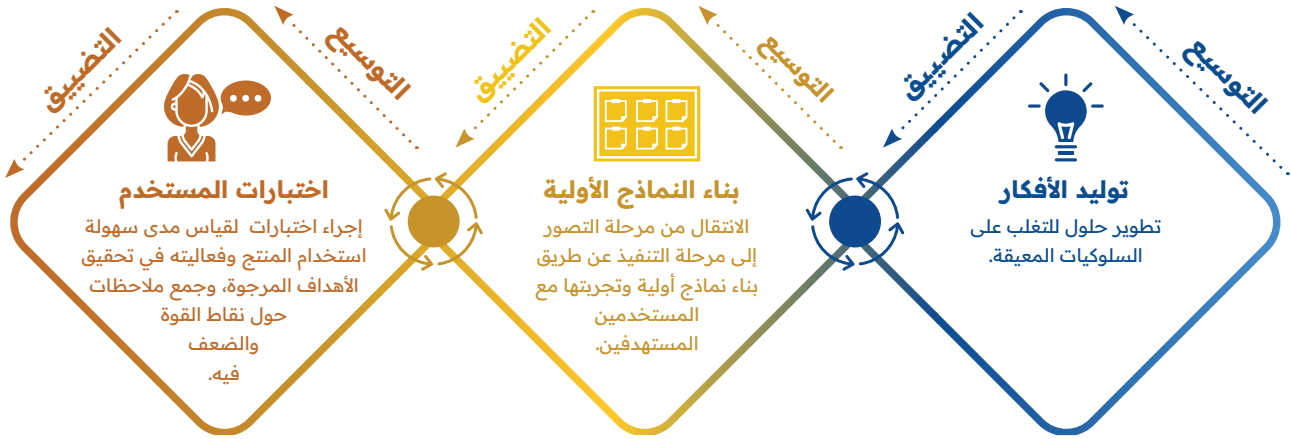 التوسيع
التضييق
توليد الأفكار
تطوير حلول للتغلب على
السلوكيات المعيقة.
التوسيع
التضييق
بناء النماذج الأولية
الانتقال من مرحلة التصور
إلى مرحلة التنفيذ عن طريق
بناء نماذج أولية وتجربتها مع
المستخدمين
المستهدفين.
التوسيع
التضييق
اختبارات المستخدم
إجراء اختبارات لقياس مدى سهولة
استخدام المنتج وفعاليته في تحقيق
الأهداف المرجوة، وجمع ملاحظات
حول نقاط القوة
والضعف
فيه.